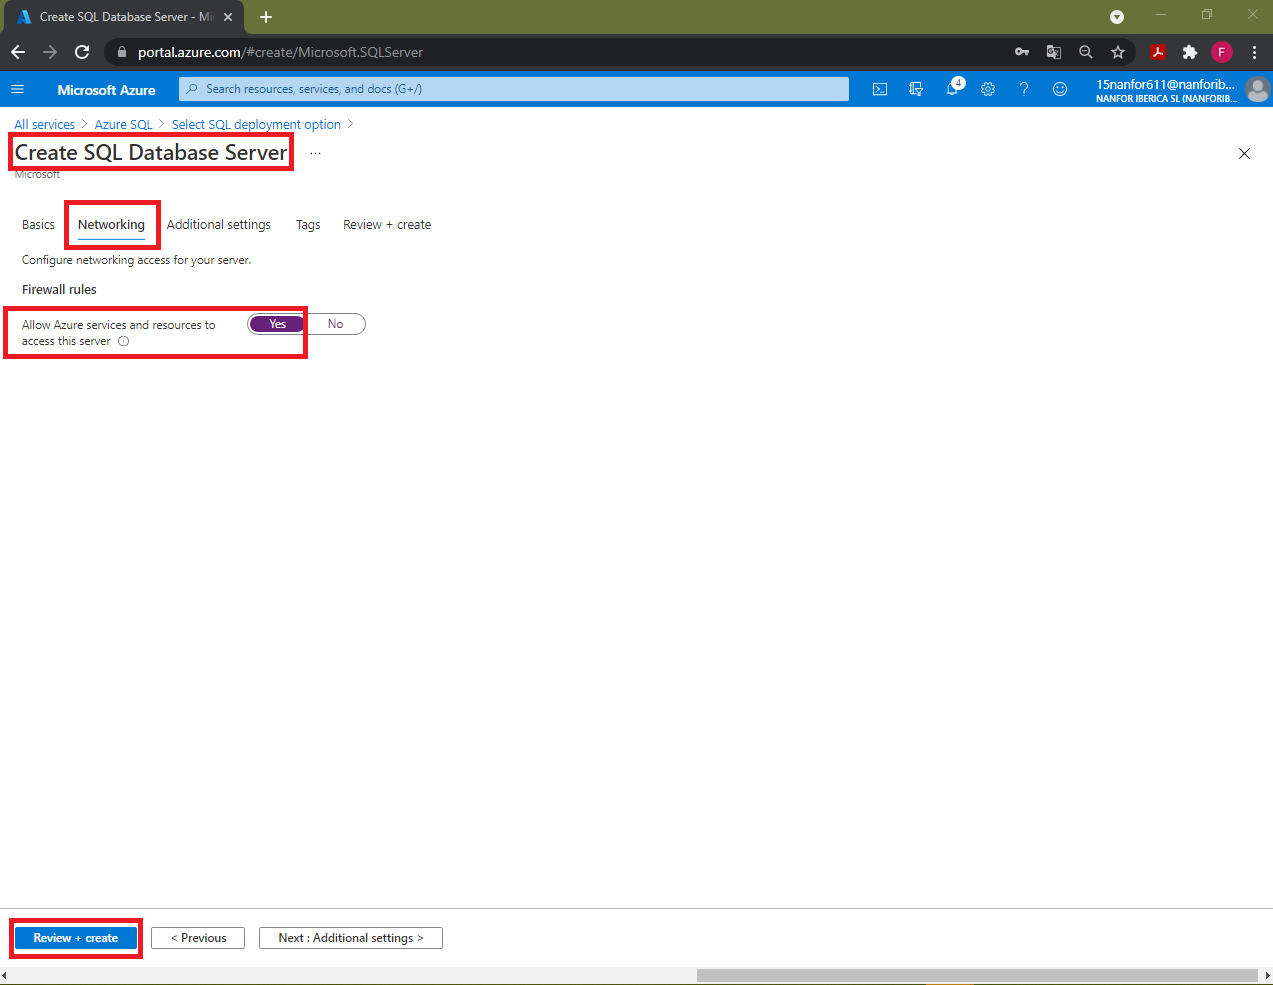 Create SQL Database Server - Mi
portal.azure.com/#create/Microsoft.SQLServer
F
Microsoft Azure
Search resources, services, and docs (G+/)
4
15nanfor611@nanforib...
NANFOR IBERICA SL (NANFORIB...
All services > Azure SQL > Select SQL deployment option >
Create SQL Database Server ...
Microsoft
Basics Networking Additional settings Tags Review + create
Configure networking access for your server.
Firewall rules
Allow Azure services and resources to
access this server
Yes No
Review + create < Previous Next : Additional settings >